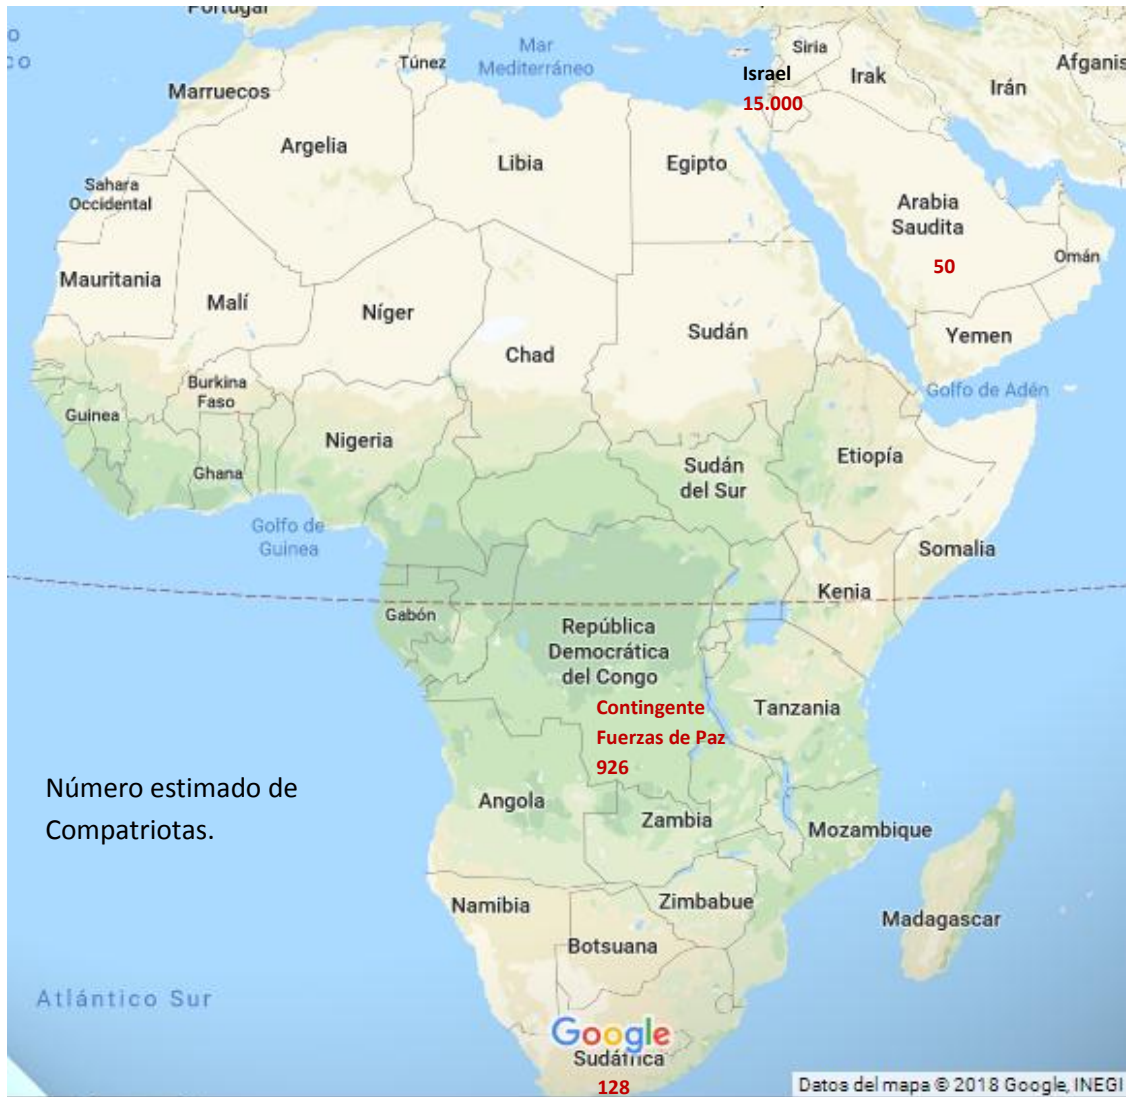 Portugal
Mar
Mediterráneo
Siria
Túnez
Israel
Irak
Afganis
Irán
Marruecos
15.000
Argelia
Libia
Egipto
Sahara
Occidental
Arabia
Saudita
50
Omán
Mauritania
Malí
Níger
Sudán
Yemen
Chad
Burkina
Faso
Golfo de Adén
Guinea
Nigeria
Ghana
Sudán
del Sur
Etiopía
Golfo de
Guinea
Somalia
Kenia
Gabón
República
Democrática
del Congo
Contingente
Fuerzas de Paz
926
Tanzania
Número estimado de
Compatriotas.
Angola
Zambia
Mozambique
Namibia
Zimbabue
Madagascar
Botsuana
Atlántico Sur
Google
Sudáfrica
128
Datos del mapa © 2018 Google, INEGI